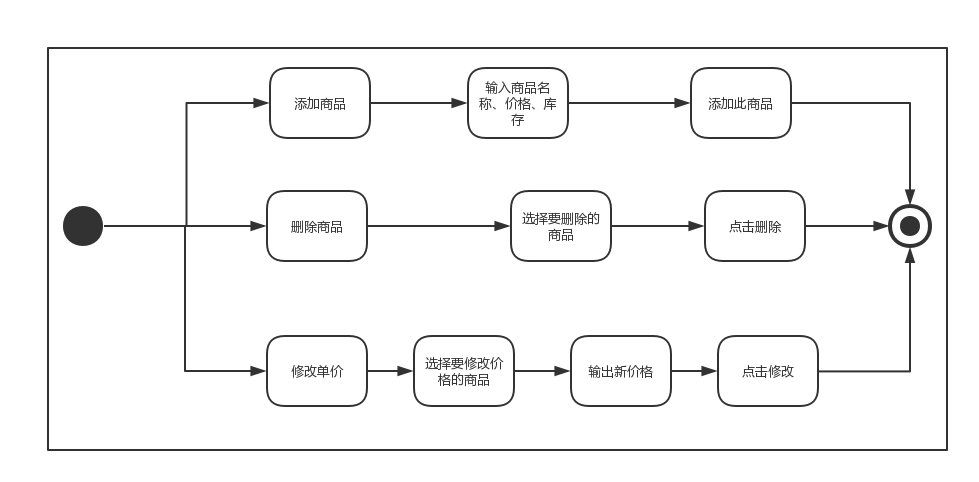 添加商品
输入商品名
称、价格、库
存
添加此商品
删除商品
选择要删除的
商品
点击删除
修改单价
选择要修改价
格的商品
输出新价格
点击修改